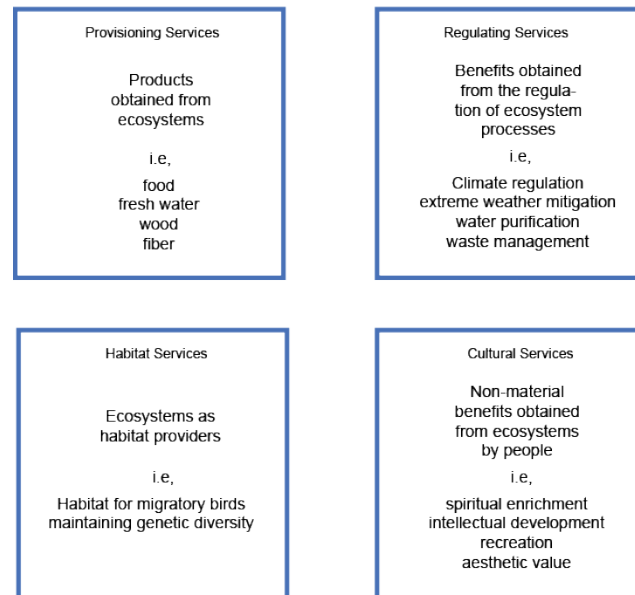 Provisioning Services
Products
obtained from
ecosystems
i.e,
food
fresh water
wood
fiber
Regulating Services
Benefits obtained
from the regula-
tion of ecosystem
processes
i.e,
Climate regulation
extreme weather mitigation
water purification
waste management
Habitat Services
Ecosystems as
habitat providers
i.e,
Habitat for migratory birds
maintaining genetic diversity
Cultural Services
Non-material
benefits obtained
from ecosystems
by people
i.e,
spiritual enrichment
intellectual development
recreation
aesthetic value